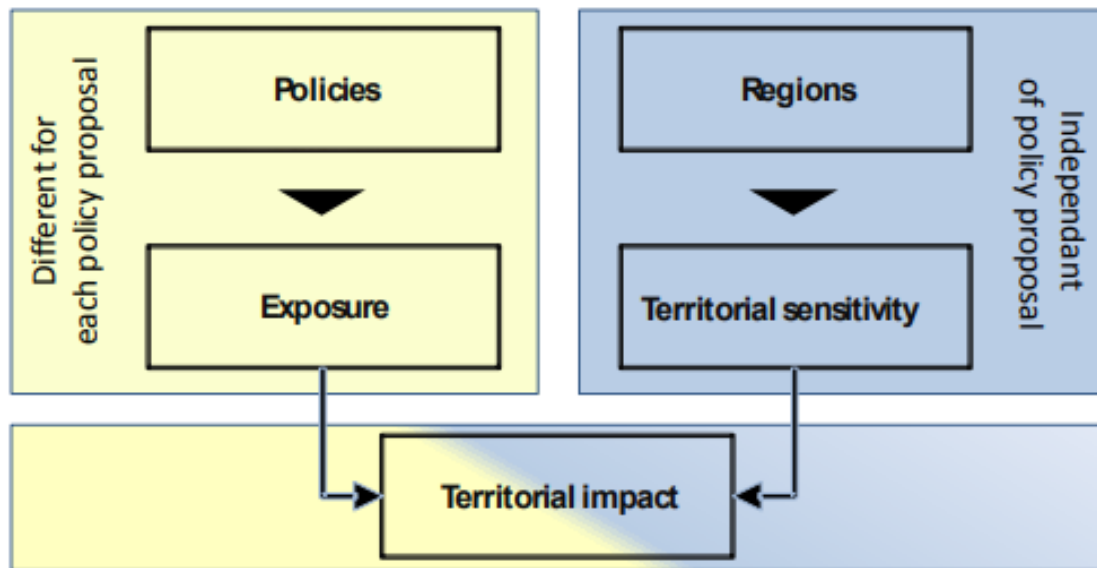 Different for
each policy proposal
Policies
Exposure
Regions
Territorial sensitivity
Independant
of policy proposal
Territorial impact